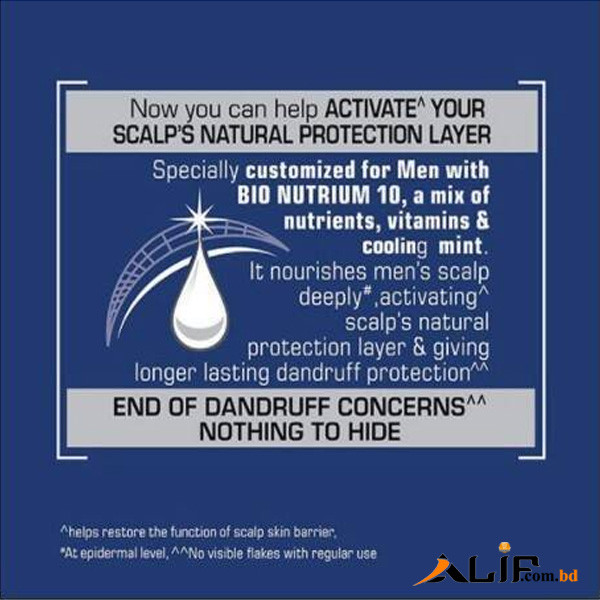 Now you can help ACTIVATE^ YOUR
SCALP'S NATURAL PROTECTION LAYER
Specially customized for Men with
BIO NUTRIUM 10, a mix of
nutrients, vitamins &
cooling mint.
It nourishes men's scalp
deeply#,activating^
scalp's natural
protection layer & giving
longer lasting dandruff protection^^
END OF DANDRUFF CONCERNS^^
NOTHING TO HIDE
^helps restore the function of scalp skin barrier,
#At epidermal level, ^^No visible flakes with regular use
ALIF.com.bd